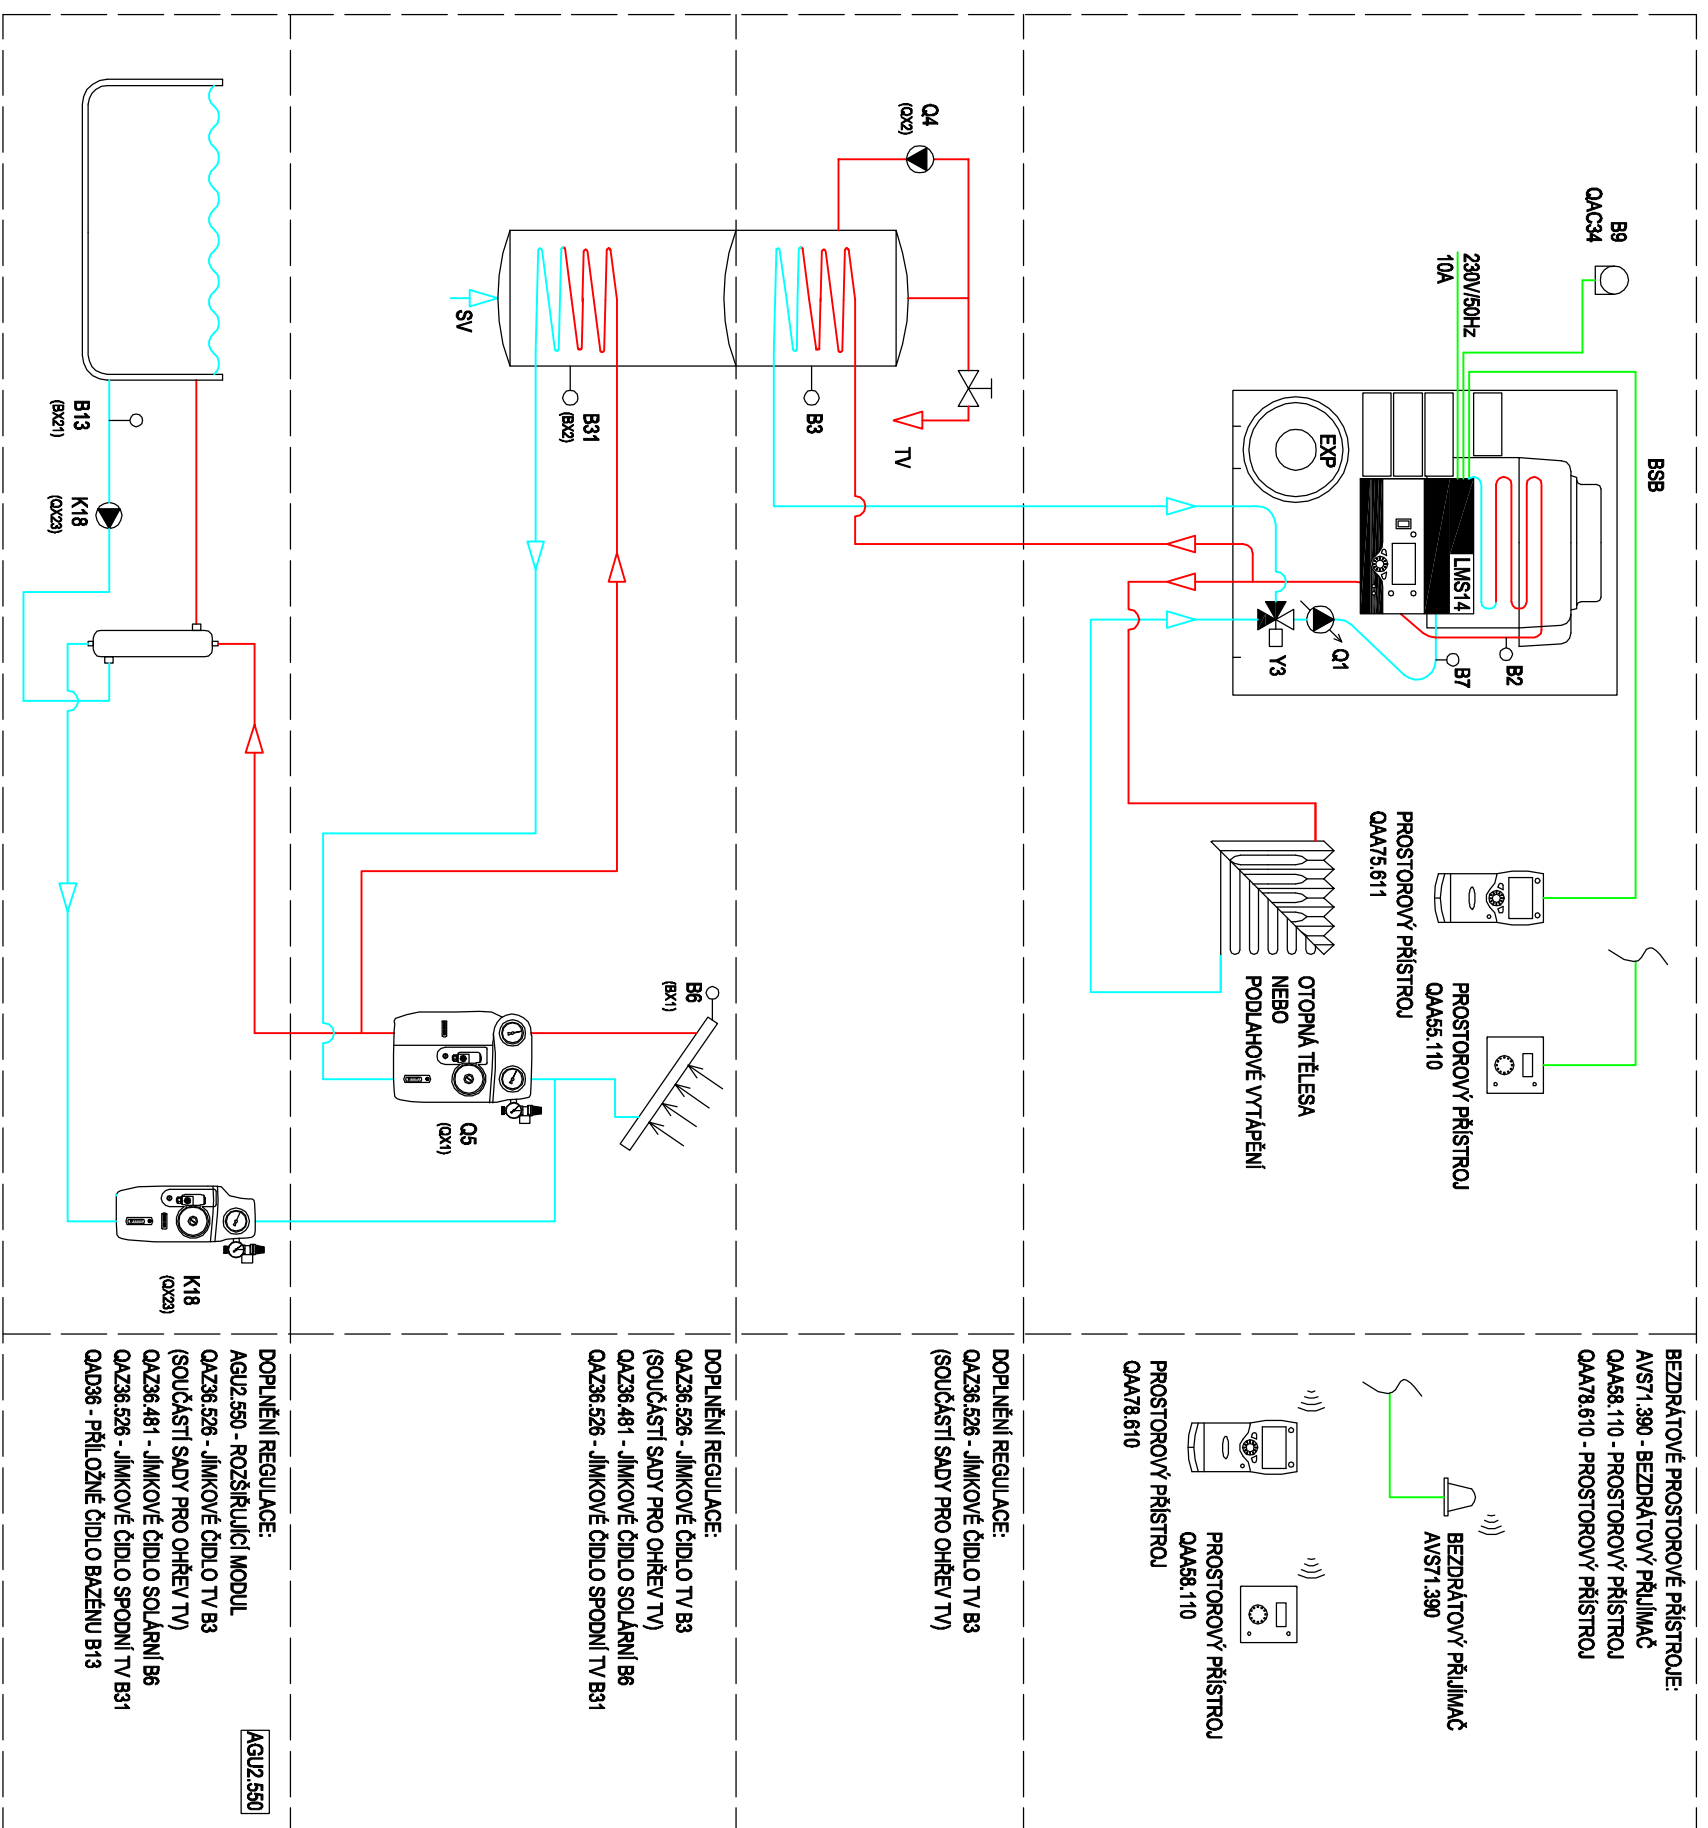 B9
QAC34
230V/50Hz
10A
BSB
EXP
LMS14
B2
B7
Q1
Y3
PROSTOROVÝ PŘÍSTROJ
QAA75.611
PROSTOROVÝ PŘÍSTROJ
QAA55.110
OTOPNÁ TĚLESA
NEBO
PODLAHOVÉ VYTÁPĚNÍ
BEZDRÁTOVÉ PROSTOROVÉ PŘÍSTROJE:
AVS71.390 - BEZDRÁTOVÝ PŘIJÍMAČ
QAA58.110 - PROSTOROVÝ PŘÍSTROJ
QAA78.610 - PROSTOROVÝ PŘÍSTROJ
BEZDRÁTOVÝ PŘIJÍMAČ
AVS71.390
PROSTOROVÝ PŘÍSTROJ
QAA58.110
PROSTOROVÝ PŘÍSTROJ
QAA78.610
Q4
(QX2)
TV
B3
DOPLNĚNÍ REGULACE:
QAZ36.526 - JÍMKOVÉ ČIDLO TV B3
(SOUČÁSTÍ SADY PRO OHŘEV TV)
B31
(BX2)
SV
B6
(BX1)
Q5
(QX1)
DOPLNĚNÍ REGULACE:
QAZ36.526 - JÍMKOVÉ ČIDLO TV B3
(SOUČÁSTÍ SADY PRO OHŘEV TV)
QAZ36.481 - JÍMKOVÉ ČIDLO SOLÁRNÍ B6
QAZ36.526 - JÍMKOVÉ ČIDLO SPODNÍ TV B31
B13
(BX21)
K18
(QX23)
K18
(QX23)
DOPLNĚNÍ REGULACE:
AGU2.550 - ROZŠIŘUJÍCÍ MODUL
QAZ36.526 - JÍMKOVÉ ČIDLO TV B3
(SOUČÁSTÍ SADY PRO OHŘEV TV)
QAZ36.481 - JÍMKOVÉ ČIDLO SOLÁRNÍ B6
QAZ36.526 - JÍMKOVÉ ČIDLO SPODNÍ TV B31
QAD36 - PŘÍLOŽNÉ ČIDLO BAZÉNU B13
AGU2.550